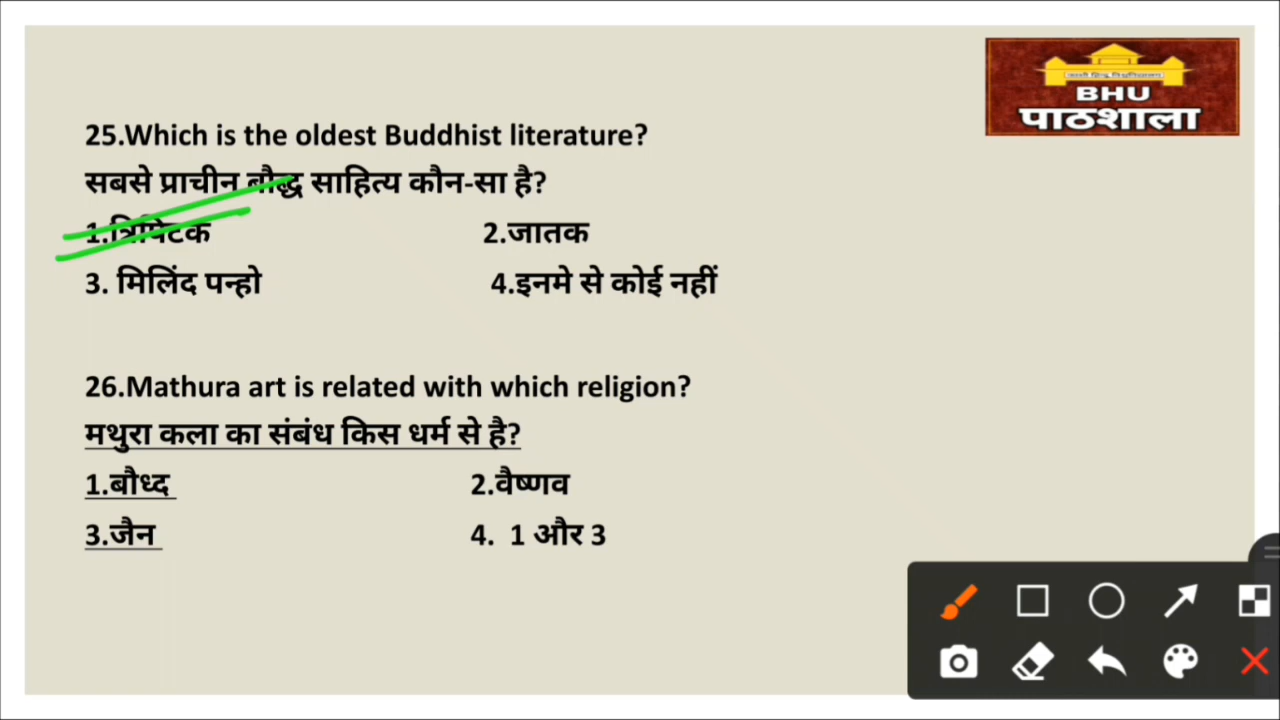 काशी हिन्दू विश्वविद्यालय
BHU
पाठशाला
25.Which is the oldest Buddhist literature?
सबसे प्राचीन बौद्ध साहित्य कौन-सा है?
1.त्रिपिटक 2.जातक
3. मिलिंद पन्हो 4.इनमे से कोई नहीं
26.Mathura art is related with which religion?
मथुरा कला का संबंध किस धर्म से है?
1.बौध्द 2.वैष्णव
3.जैन 4. 1 और 3